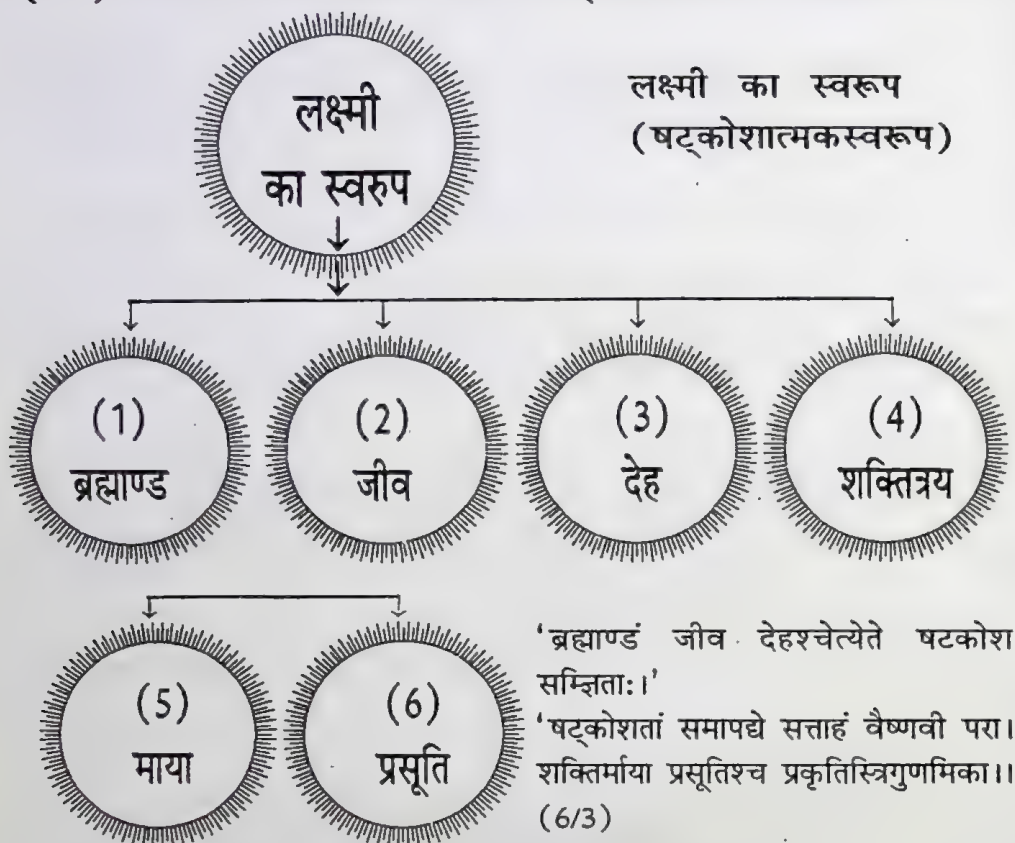 लक्ष्मी
का स्वरुप
लक्ष्मी का स्वरूप
(षट्कोशात्मकस्वरूप)
(1)
ब्रह्माण्ड
(2)
जीव
(3)
देह
(4)
शक्तित्रय
(5)
माया
(6)
प्रसूति
'ब्रह्माण्डं जीव देहश्चेत्येते षटकोश
सम्ज्ञिताः।'
'षट्कोशतां समापद्ये सत्ताहं वैष्णवी परा।
शक्तिर्माया प्रसूतिश्च प्रकृतिस्त्रिगुणमिका।।
(6/3)